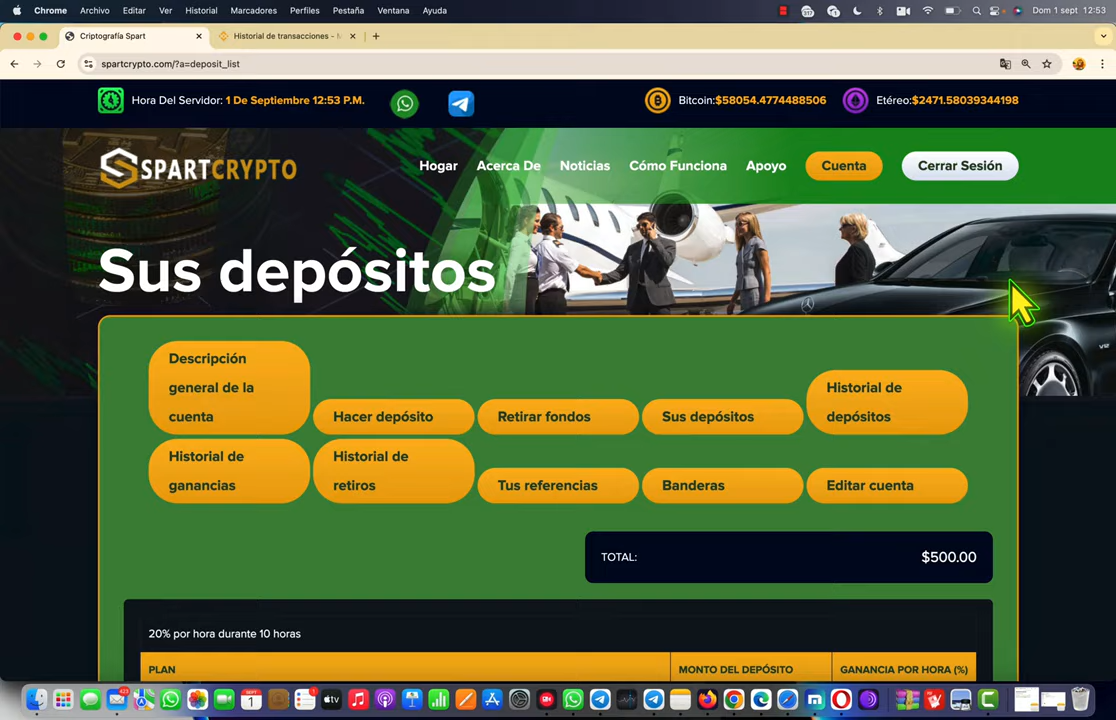 Chrome Archivo Editar Ver Historial Marcadores Perfiles Pestaña Ventana Ayuda
317
Dom 1 sept 12:53
Criptografía Spart
Historial de transacciones -
spartcrypto.com/?a=deposit_list
Hora Del Servidor: 1 De Septiembre 12:53 P.M.
Bitcoin:$58054.4774488506
Etéreo:$2471.58039344198
SPARTCRYPTO
Hogar Acerca De Noticias Cómo Funciona Apoyo Cuenta Cerrar Sesión
Sus depósitos
Descripción
general de la
cuenta
Hacer depósito
Retirar fondos
Sus depósitos
Historial de
depósitos
Historial de
ganancias
Historial de
retiros
Tus referencias
Banderas
Editar cuenta
TOTAL: $500.00
20% por hora durante 10 horas
PLAN MONTO DEL DEPÓSITO GANANCIA POR HORA (%)